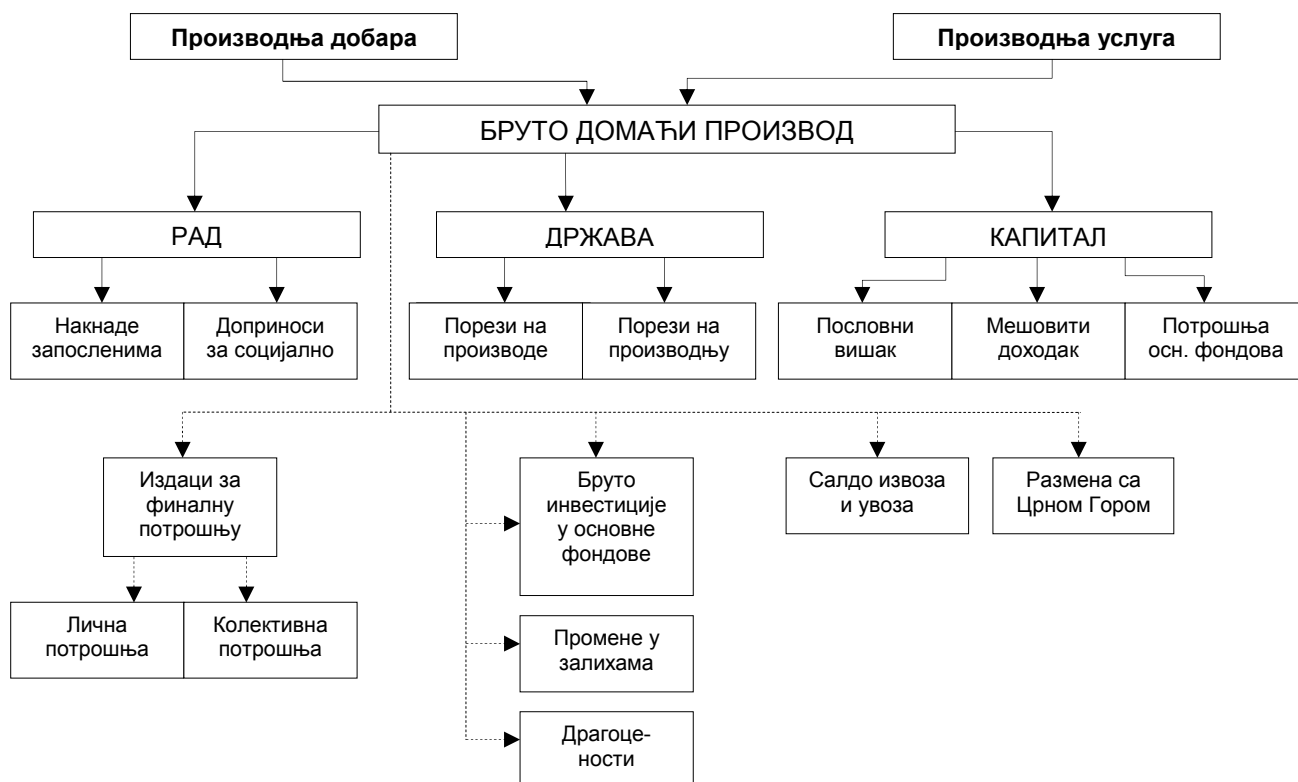 Производња добара
Производња услуга
БРУТО ДОМАЋИ ПРОИЗВОД
РАД
ДРЖАВА
КАПИТАЛ
Накнаде
запосленима
Доприноси
за социјално
Порези на
производе
Порези на
производњу
Пословни
вишак
Мешовити
доходак
Потрошња
осн. фондова
Издаци за
финалну
потрошњу
Бруто
инвестиције
у основне
фондове
Салдо извоза
и увоза
Размена са
Црном Гором
Лична
потрошња
Колективна
потрошња
Промене у
залихама
Драгоце-
ности